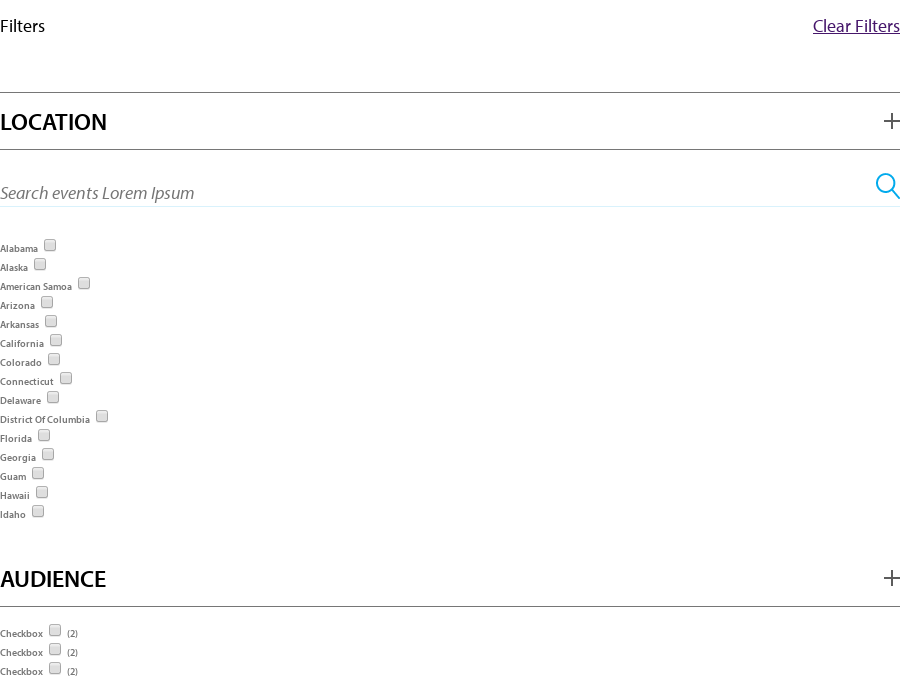 Filters
Clear Filters
LOCATION
Search events Lorem Ipsum
Alabama
Alaska
American Samoa
Arizona
Arkansas
California
Colorado
Connecticut
Delaware
District Of Columbia
Florida
Georgia
Guam
Hawaii
Idaho
AUDIENCE
Checkbox (2)
Checkbox (2)
Checkbox (2)